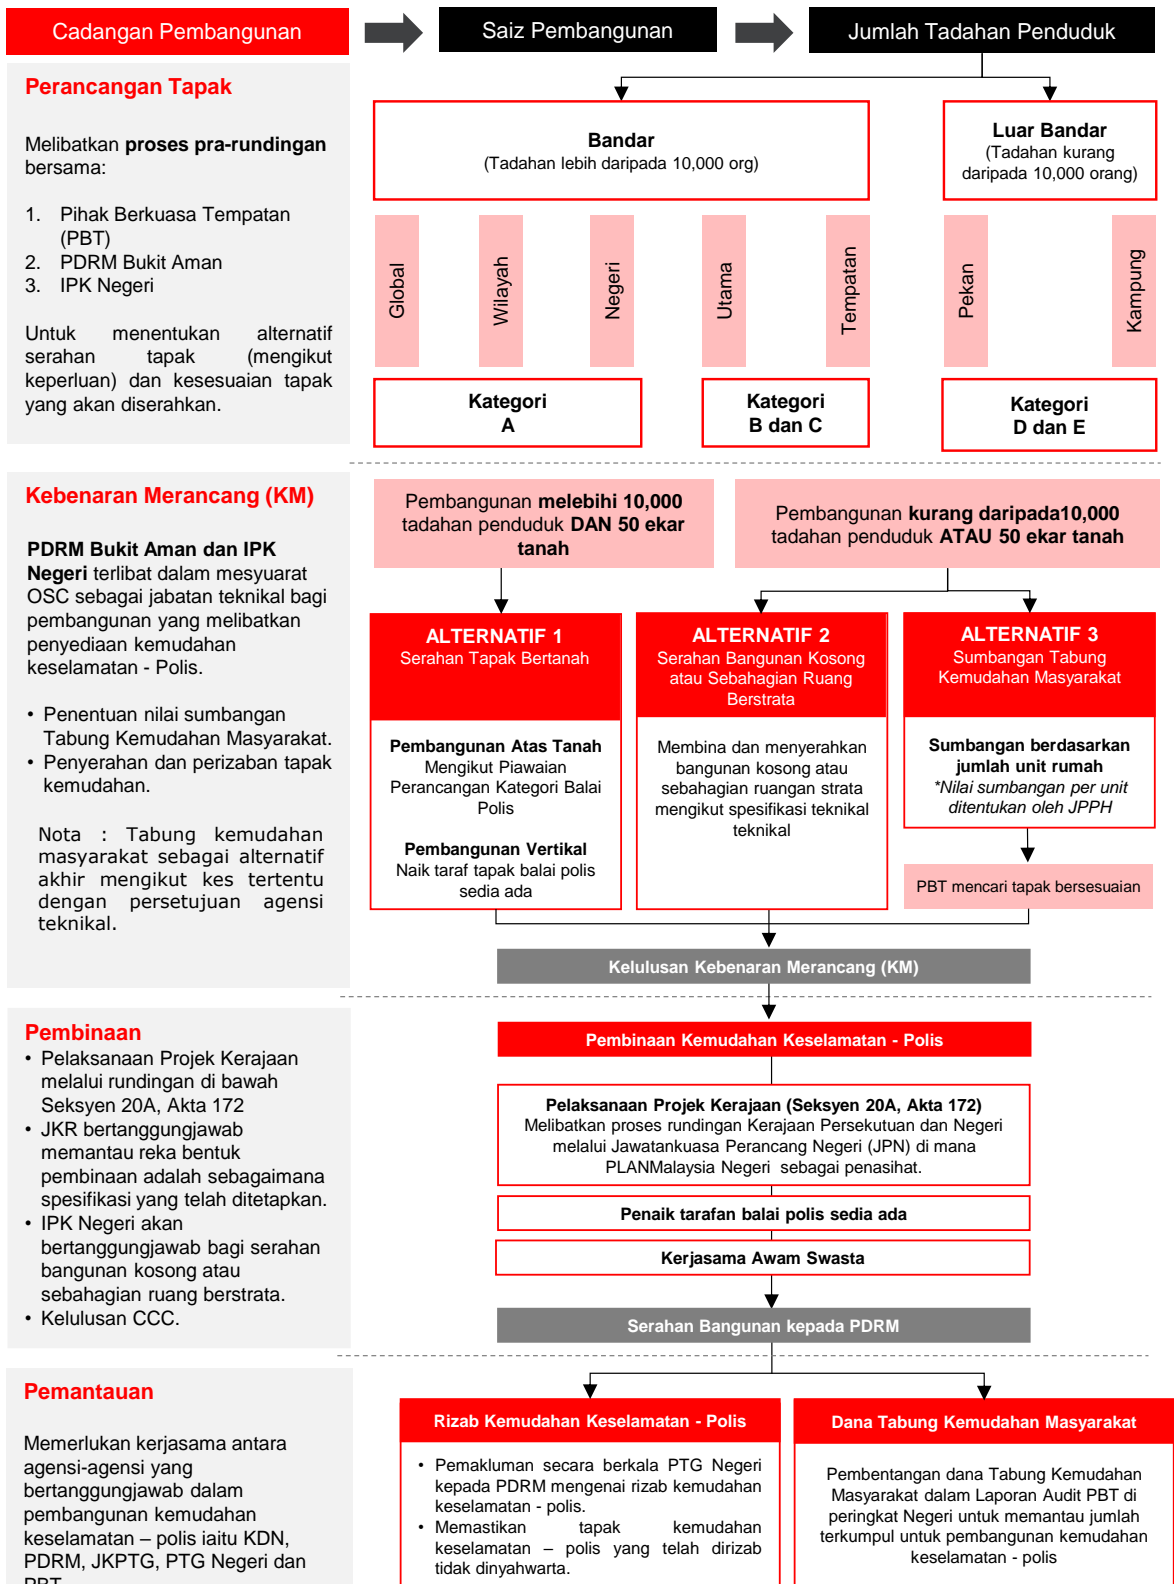 Cadangan Pembangunan
Saiz Pembangunan
Jumlah Tadahan Penduduk
Perancangan Tapak
Melibatkan proses pra-rundingan
bersama:
1. Pihak Berkuasa Tempatan
(PBT)
2. PDRM Bukit Aman
3. IPK Negeri
Untuk menentukan alternatif
serahan tapak (mengikut
keperluan) dan kesesuaian tapak
yang akan diserahkan.
Bandar
(Tadahan lebih daripada 10,000 org)
Luar Bandar
(Tadahan kurang
daripada 10,000 orang)
Global
Wilayah
Negeri
Utama
Tempatan
Pekan
Kampung
Kategori
A
Kategori
B dan C
Kategori
D dan E
Kebenaran Merancang (KM)
PDRM Bukit Aman dan IPK
Negeri terlibat dalam mesyuarat
OSC sebagai jabatan teknikal bagi
pembangunan yang melibatkan
penyediaan kemudahan
keselamatan - Polis.
• Penentuan nilai sumbangan
Tabung Kemudahan Masyarakat.
• Penyerahan dan perizaban tapak
kemudahan.
Nota : Tabung kemudahan
masyarakat sebagai alternatif
akhir mengikut kes tertentu
dengan persetujuan agensi
teknikal.
Pembangunan melebihi 10,000
tadahan penduduk DAN 50 ekar
tanah
Pembangunan kurang daripada10,000
tadahan penduduk ATAU 50 ekar tanah
ALTERNATIF 1
Serahan Tapak Bertanah
Pembangunan Atas Tanah
Mengikut Piawaian
Perancangan Kategori Balai
Polis
Pembangunan Vertikal
Naik taraf tapak balai polis
sedia ada
ALTERNATIF 2
Serahan Bangunan Kosong
atau Sebahagian Ruang
Berstrata
Membina dan menyerahkan
bangunan kosong atau
sebahagian ruangan strata
mengikut spesifikasi teknikal
teknikal
ALTERNATIF 3
Sumbangan Tabung
Kemudahan Masyarakat
Sumbangan berdasarkan
jumlah unit rumah
*Nilai sumbangan per unit
ditentukan oleh JPPH
PBT mencari tapak bersesuaian
Kelulusan Kebenaran Merancang (KM)
Pembinaan
• Pelaksanaan Projek Kerajaan
melalui rundingan di bawah
Seksyen 20A, Akta 172
• JKR bertanggungjawab
memantau reka bentuk
pembinaan adalah sebagaimana
spesifikasi yang telah ditetapkan.
• IPK Negeri akan
bertanggungjawab bagi serahan
bangunan kosong atau
sebahagian ruang berstrata.
• Kelulusan CCC.
Pembinaan Kemudahan Keselamatan - Polis
Pelaksanaan Projek Kerajaan (Seksyen 20A, Akta 172)
Melibatkan proses rundingan Kerajaan Persekutuan dan Negeri
melalui Jawatankuasa Perancang Negeri (JPN) di mana
PLANMalaysia Negeri sebagai penasihat.
Penaik tarafan balai polis sedia ada
Kerjasama Awam Swasta
Serahan Bangunan kepada PDRM
Pemantauan
Memerlukan kerjasama antara
agensi-agensi yang
bertanggungjawab dalam
pembangunan kemudahan
keselamatan – polis iaitu KDN,
PDRM, JKPTG, PTG Negeri dan
PBT
Rizab Kemudahan Keselamatan - Polis
• Pemakluman secara berkala PTG Negeri
kepada PDRM mengenai rizab kemudahan
keselamatan - polis.
• Memastikan tapak kemudahan
keselamatan – polis yang telah dirizab
tidak dinyahwarta.
Dana Tabung Kemudahan Masyarakat
Pembentangan dana Tabung Kemudahan
Masyarakat dalam Laporan Audit PBT di
peringkat Negeri untuk memantau jumlah
terkumpul untuk pembangunan kemudahan
keselamatan - polis